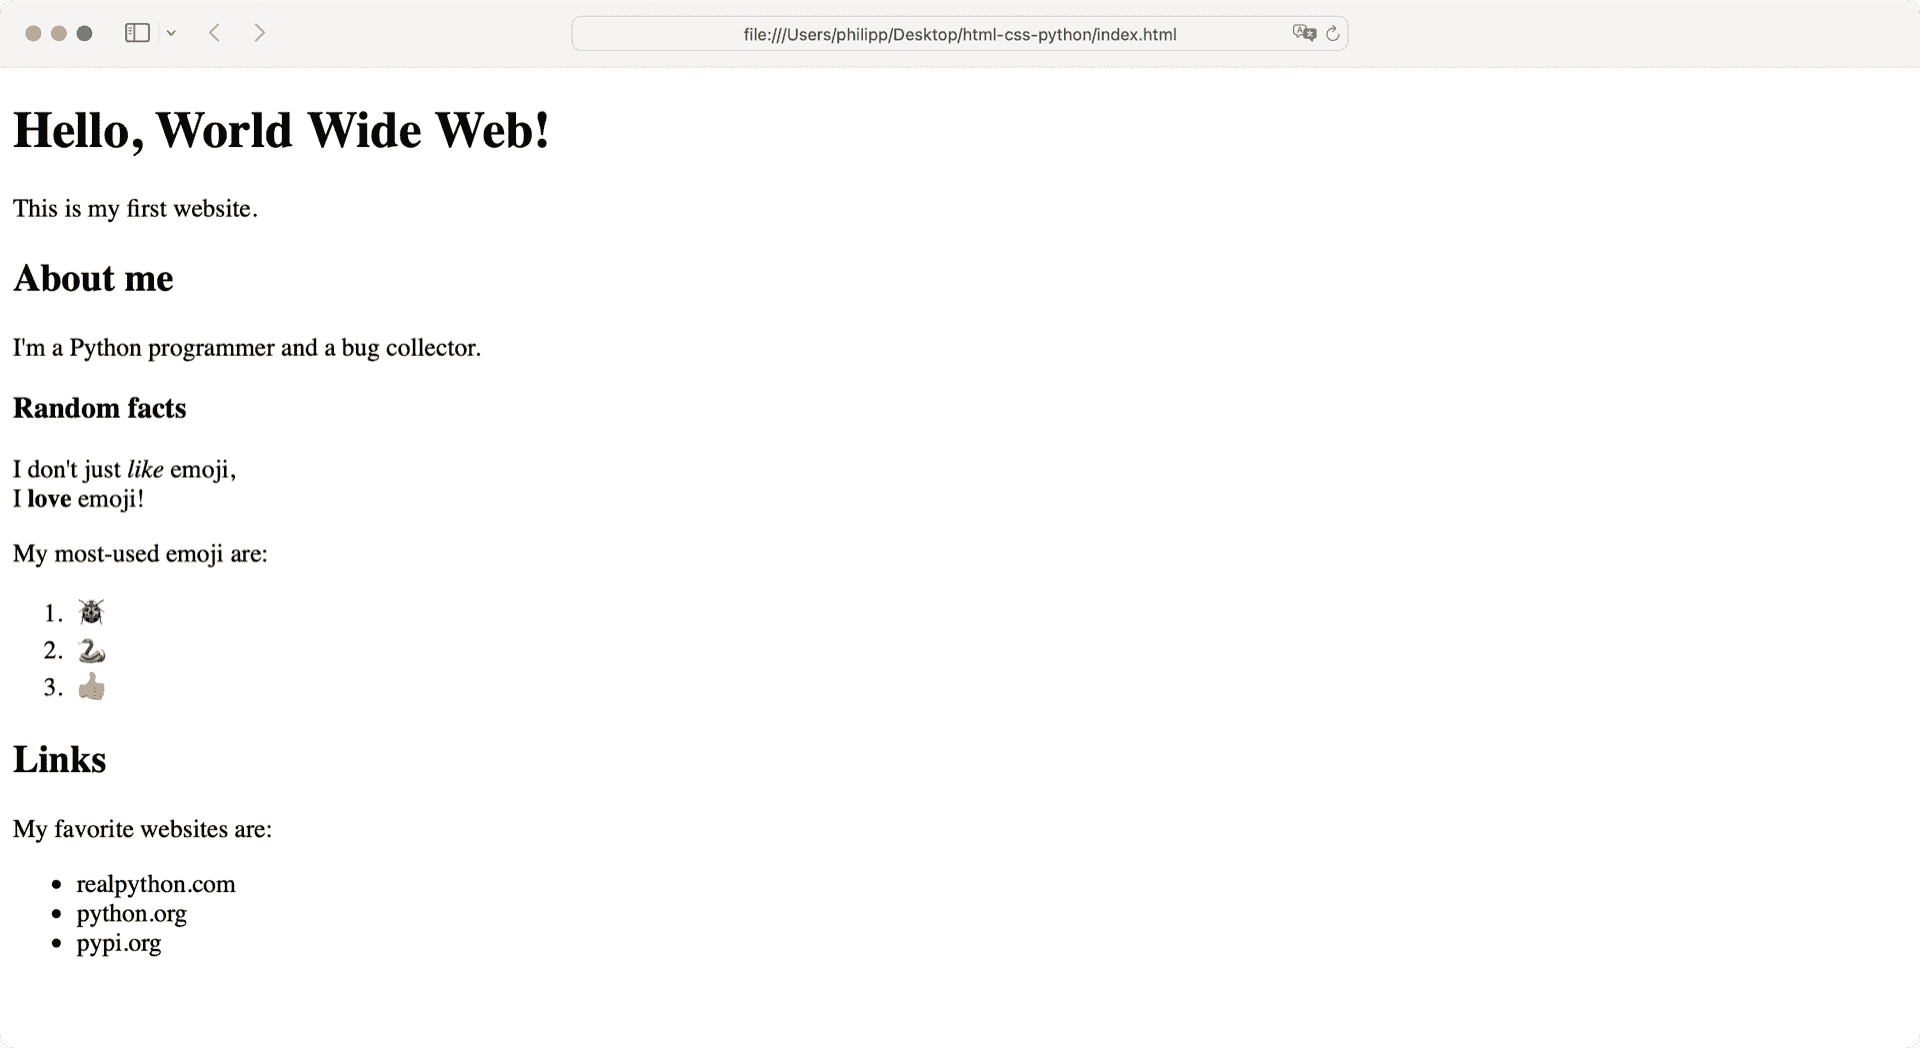 file:///Users/philipp/Desktop/html-css-python/index.html
Hello, World Wide Web!
This is my first website.
About me
I'm a Python programmer and a bug collector.
Random facts
I don't just like emoji,
I love emoji!
My most-used emoji are:
1. 🐞
2. 🐍
3. 👍
Links
My favorite websites are:
• realpython.com
• python.org
• pypi.org